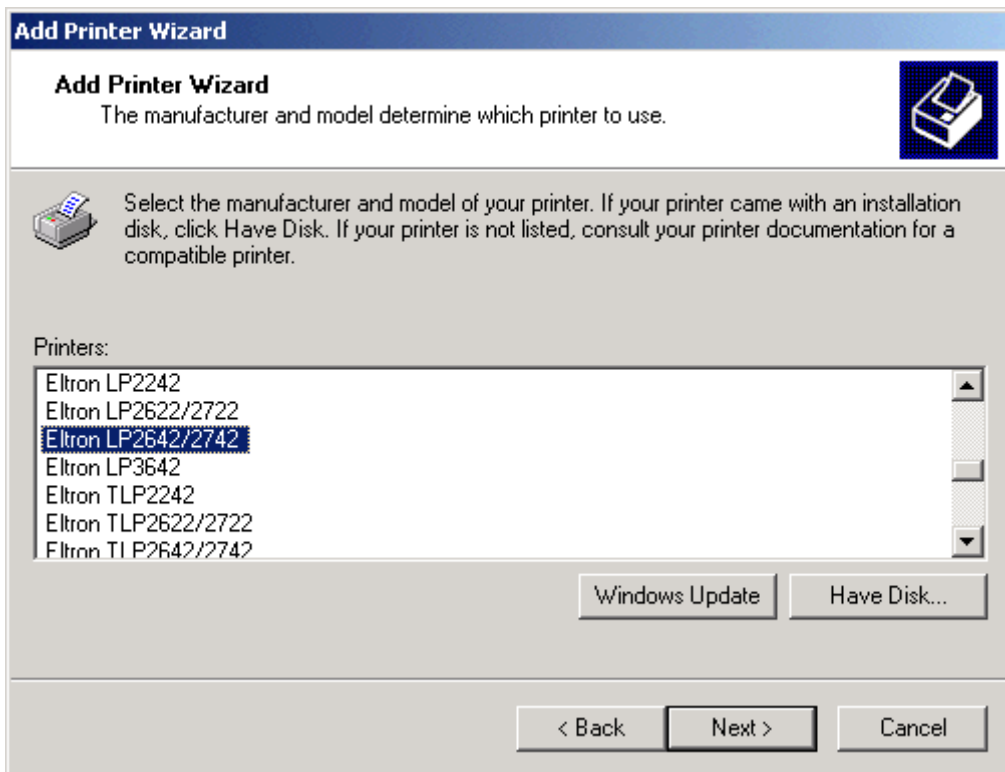 Add Printer Wizard
Add Printer Wizard
The manufacturer and model determine which printer to use.
Select the manufacturer and model of your printer. If your printer came with an installation
disk, click Have Disk. If your printer is not listed, consult your printer documentation for a
compatible printer.
Printers:
Eltron LP2242
Eltron LP2622/2722
Eltron LP2642/2742
Eltron LP3642
Eltron TLP2242
Eltron TLP2622/2722
Eltron TLP2642/2742
Windows Update
Have Disk...
< Back
Next >
Cancel